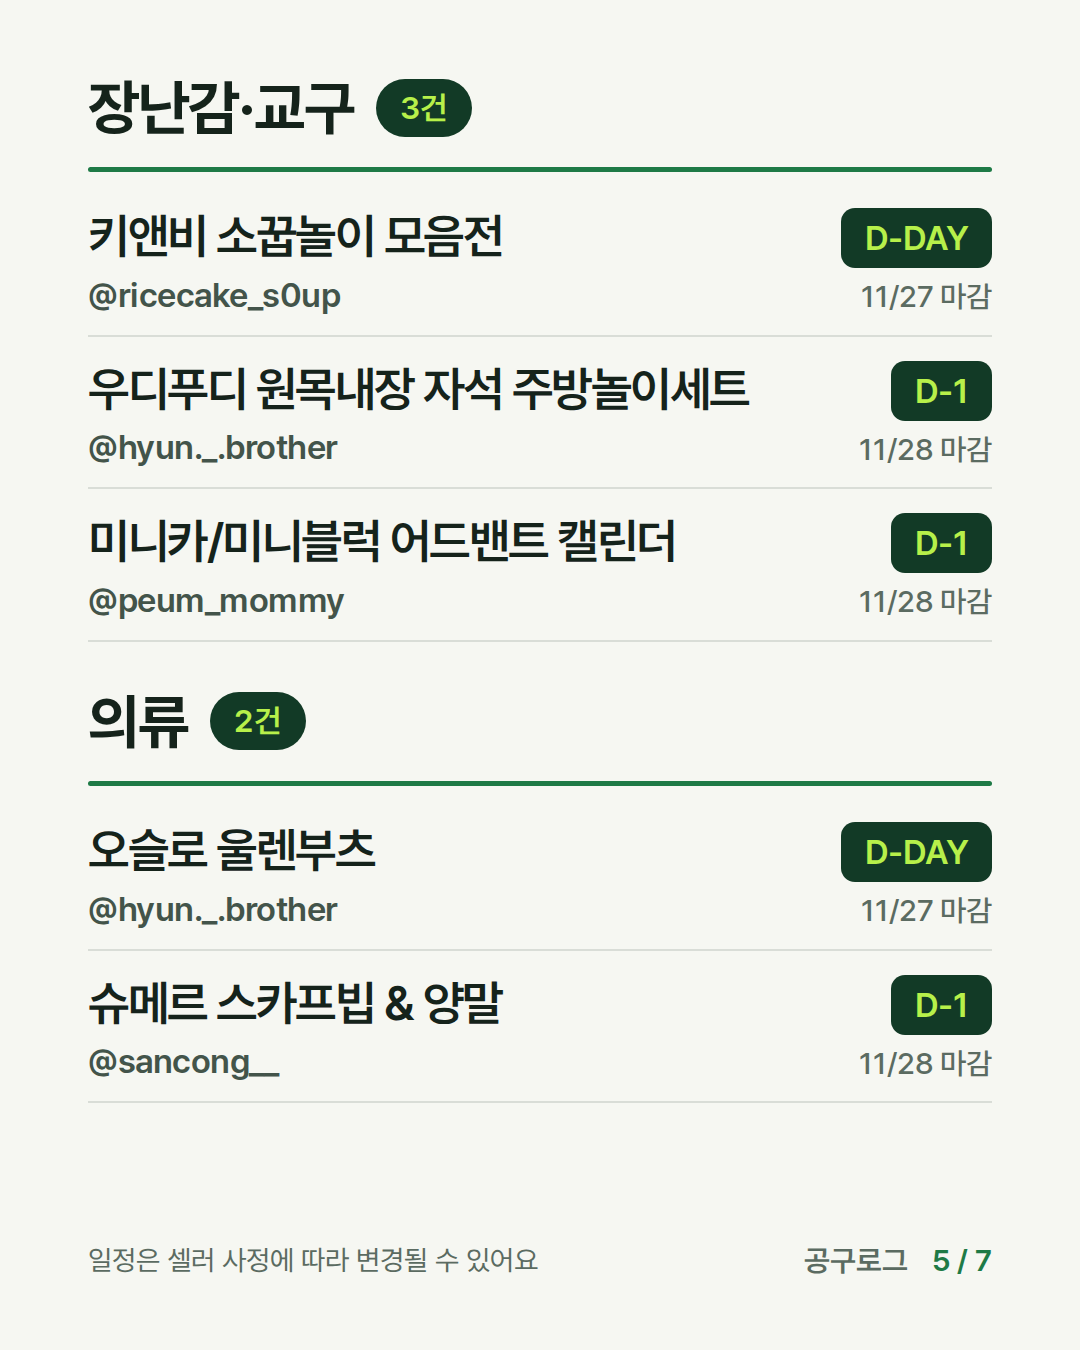 장난감·교구 3건
키앤비 소꿉놀이 모음전 D-DAY
@ricecake_s0up 11/27 마감
우디푸디 원목내장 자석 주방놀이세트 D-1
@hyun._.brother 11/28 마감
미니카/미니블럭 어드밴트 캘린더 D-1
@peum_mommy 11/28 마감
의류 2건
오슬로 울렌부츠 D-DAY
@hyun._.brother 11/27 마감
슈메르 스카프빕 & 양말 D-1
@sancong__ 11/28 마감
일정은 셀러 사정에 따라 변경될 수 있어요 공구로그 5 / 7